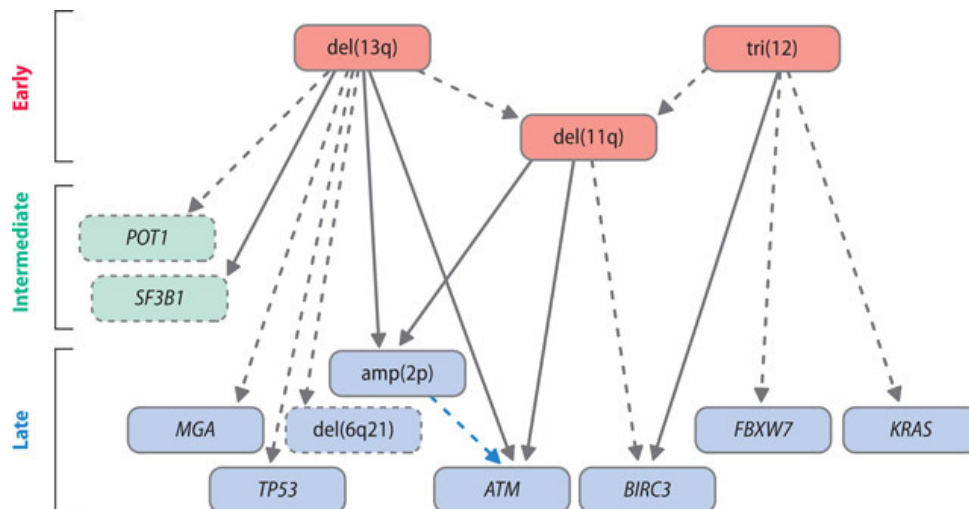 Early
del(13q)
tri(12)
del(11q)
Intermediate
POT1
SF3B1
Late
amp(2p)
MGA
del(6q21)
FBXW7
KRAS
TP53
ATM
BIRC3